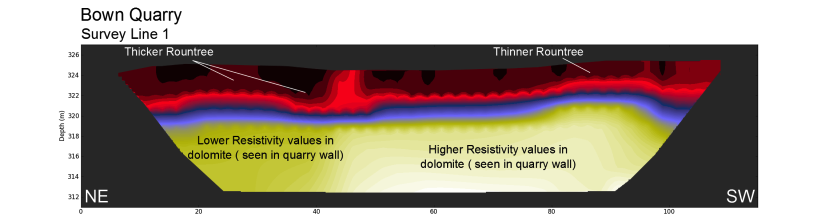 Bown Quarry
Survey Line 1
Thicker Rountree
Thinner Rountree
326
324
322
320
318
316
314
312
Depth (m)
Lower Resistivity values in
dolomite ( seen in quarry wall)
Higher Resistivity values in
dolomite ( seen in quarry wall)
NE
SW
0
20
40
60
80
100